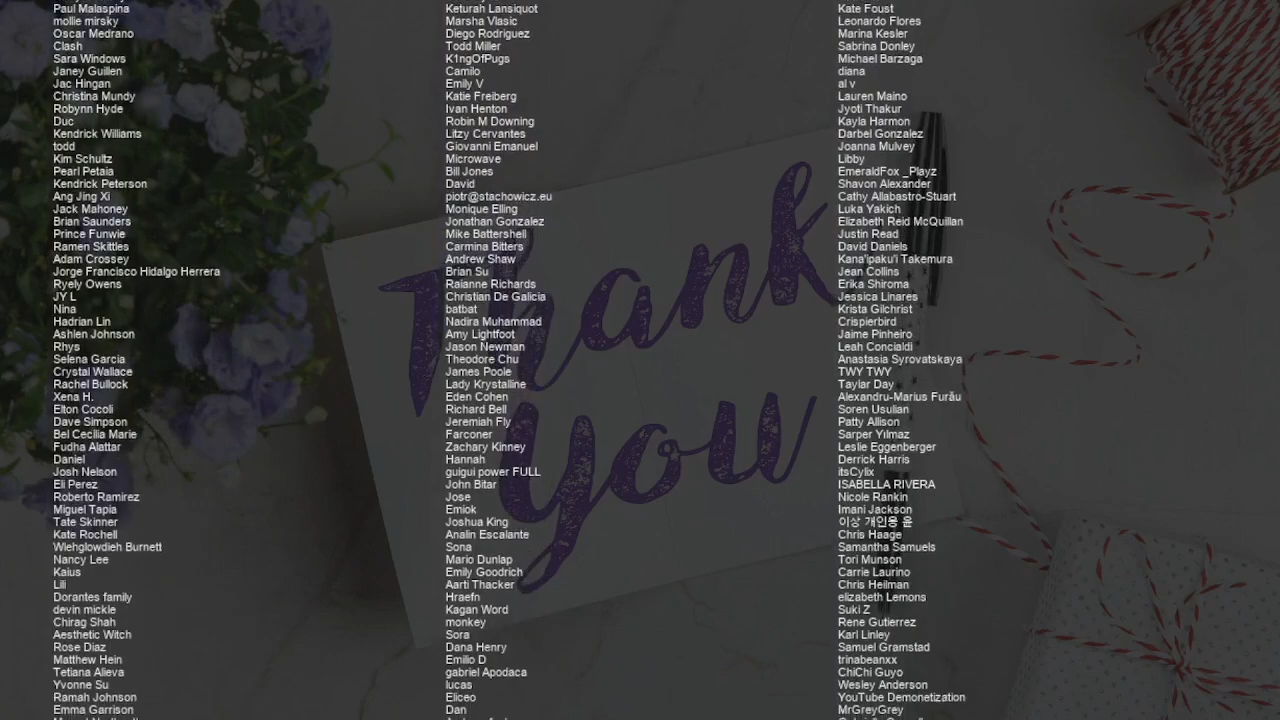 Paul Malaspina
mollie mirsky
Oscar Medrano
Clash
Sara Windows
Janey Guillen
Jac Hingan
Christina Mundy
Robynn Hyde
Duc
Kendrick Williams
todd
Kim Schultz
Pearl Petaia
Kendrick Peterson
Ang Jing Xi
Jack Mahoney
Brian Saunders
Prince Funwie
Ramen Skittles
Adam Crossey
Jorge Francisco Hidalgo Herrera
Ryely Owens
JY L
Nina
Hadrian Lin
Ashlen Johnson
Rhys
Selena Garcia
Crystal Wallace
Rachel Bullock
Xena H.
Elton Cocoli
Dave Simpson
Bel Cecilia Marie
Fudha Alattar
Daniel
Josh Nelson
Eli Perez
Roberto Ramirez
Miguel Tapia
Tate Skinner
Kate Rochell
Wiehglowdieh Burnett
Nancy Lee
Kaius
Lili
Dorantes family
devin mickle
Chirag Shah
Aesthetic Witch
Rose Diaz
Matthew Hein
Tetiana Alieva
Yvonne Su
Ramah Johnson
Emma Garrison
Keturah Lansiquot
Marsha Vlasic
Diego Rodriguez
Todd Miller
K1ngOfPugs
Camilo
Emily V
Katie Freiberg
Ivan Henton
Robin M Downing
Litzy Cervantes
Giovanni Emanuel
Microwave
Bill Jones
David
piotr@stachowicz.eu
Monique Elling
Jonathan Gonzalez
Mike Battershell
Carmina Bitters
Andrew Shaw
Brian Su
Raianne Richards
Christian De Galicia
batbat
Nadira Muhammad
Amy Lightfoot
Jason Newman
Theodore Chu
James Poole
Lady Krystalline
Eden Cohen
Richard Bell
Jeremiah Fly
Farconer
Zachary Kinney
Hannah
guigui power FULL
John Bitar
Jose
Emiok
Joshua King
Analin Escalante
Sona
Mario Dunlap
Emily Goodrich
Aarti Thacker
Hraefn
Kagan Word
monkey
Sora
Dana Henry
Emilio D
gabriel Apodaca
lucas
Eliceo
Dan
Kate Foust
Leonardo Flores
Marina Kesler
Sabrina Donley
Michael Barzaga
diana
al v
Lauren Maino
Jyoti Thakur
Kayla Harmon
Darbel Gonzalez
Joanna Mulvey
Libby
EmeraldFox _Playz
Shavon Alexander
Cathy Allabastro-Stuart
Luka Yakich
Elizabeth Reid McQuillan
Justin Read
David Daniels
Kana'ipaku'i Takemura
Jean Collins
Erika Shiroma
Jessica Linares
Krista Gilchrist
Crispierbird
Jaime Pinheiro
Leah Concialdi
Anastasia Syrovatskaya
TWY TWY
Taylar Day
Alexandru-Marius Furău
Soren Usulian
Patty Allison
Sarper Yılmaz
Leslie Eggenberger
Derrick Harris
itsCylix
ISABELLA RIVERA
Nicole Rankin
Imani Jackson
이상 개인용 윤
Chris Haage
Samantha Samuels
Tori Munson
Carrie Laurino
Chris Heilman
elizabeth Lemons
Suki Z
Rene Gutierrez
Karl Linley
Samuel Gramstad
trinabeanxx
ChiChi Guyo
Wesley Anderson
YouTube Demonetization
MrGreyGrey
Thank
you